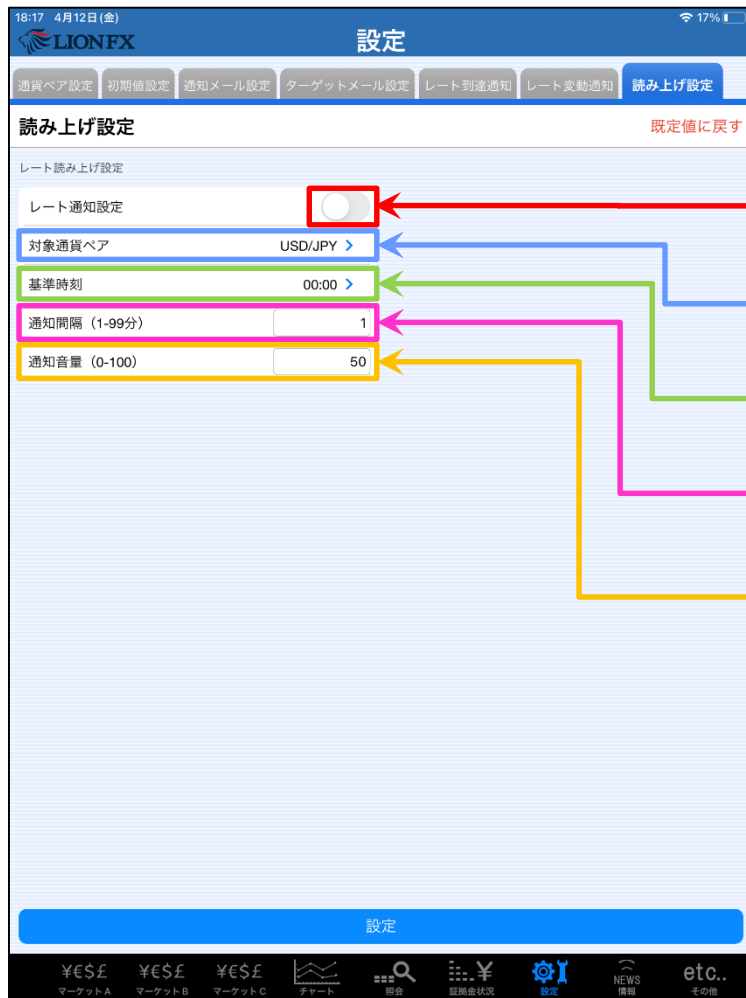 18:17 4月12日(金)
17%
LION FX
設定
通貨ペア設定 初期値設定 通知メール設定 ターゲットメール設定 レート到達通知 レート変動通知 読み上げ設定
読み上げ設定 既定値に戻す
レート読み上げ設定
レート通知設定
対象通貨ペア USD/JPY >
基準時刻 00:00 >
通知間隔（1-99分） 1
通知音量（0-100） 50
設定
¥€$£ ¥€$£ ¥€$£ ¥ NEWS etc..
マーケットA マーケットB マーケットC チャート 照会 証拠金状況 設定 情報 その他